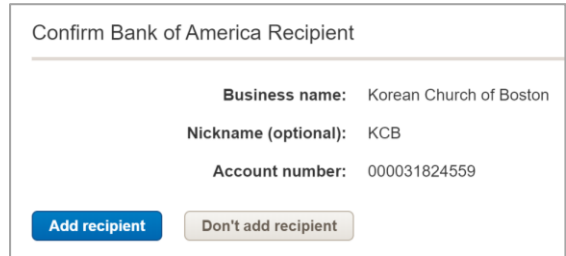 Confirm Bank of America Recipient
Business name: Korean Church of Boston
Nickname (optional): KCB
Account number: 000031824559
Add recipient Don't add recipient